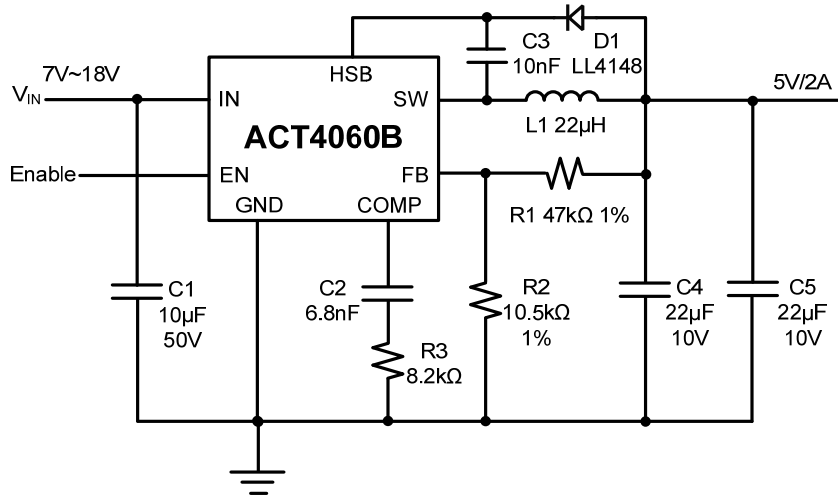 7V~18V
V_IN
Enable
IN
EN
GND
HSB
SW
ACT4060B
FB
COMP
C3
10nF
D1
LL4148
L1 22µH
5V/2A
R1 47kΩ 1%
C1
10µF
50V
C2
6.8nF
R3
8.2kΩ
R2
10.5kΩ
1%
C4
22µF
10V
C5
22µF
10V